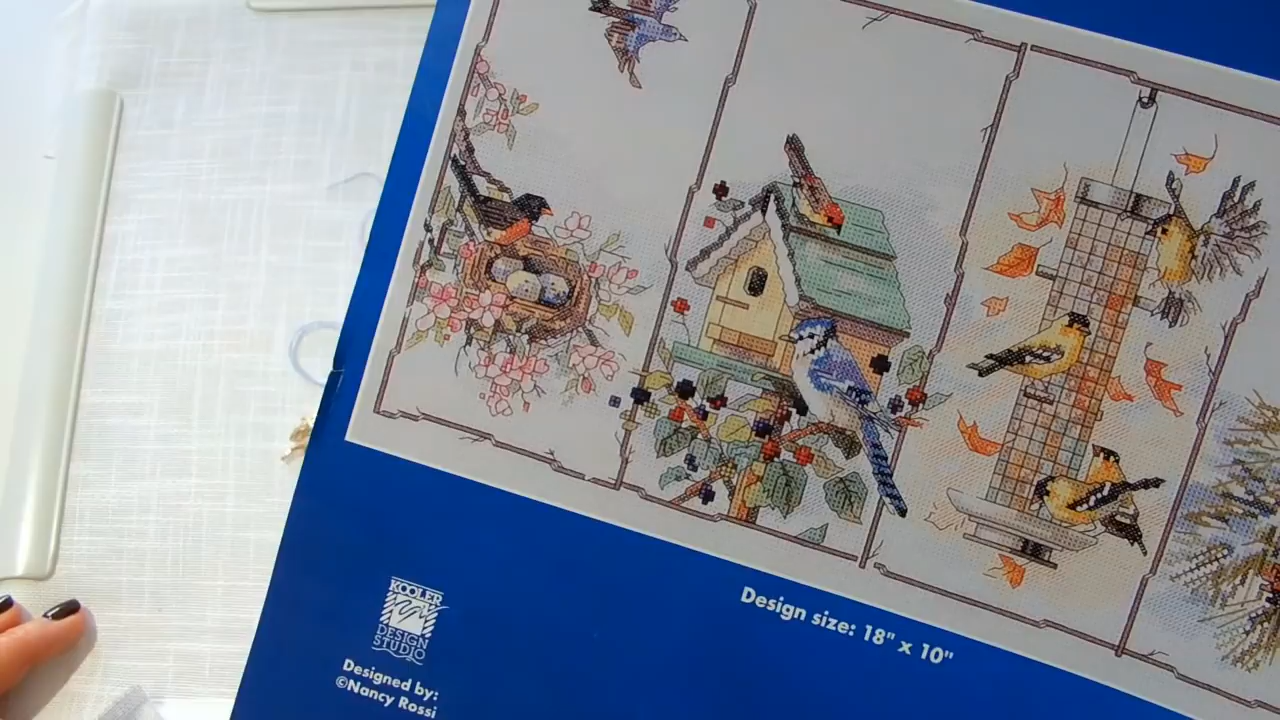 KOOLER
DESIGN
STUDIO
Designed by:
©Nancy Rossi
Design size: 18" x 10"